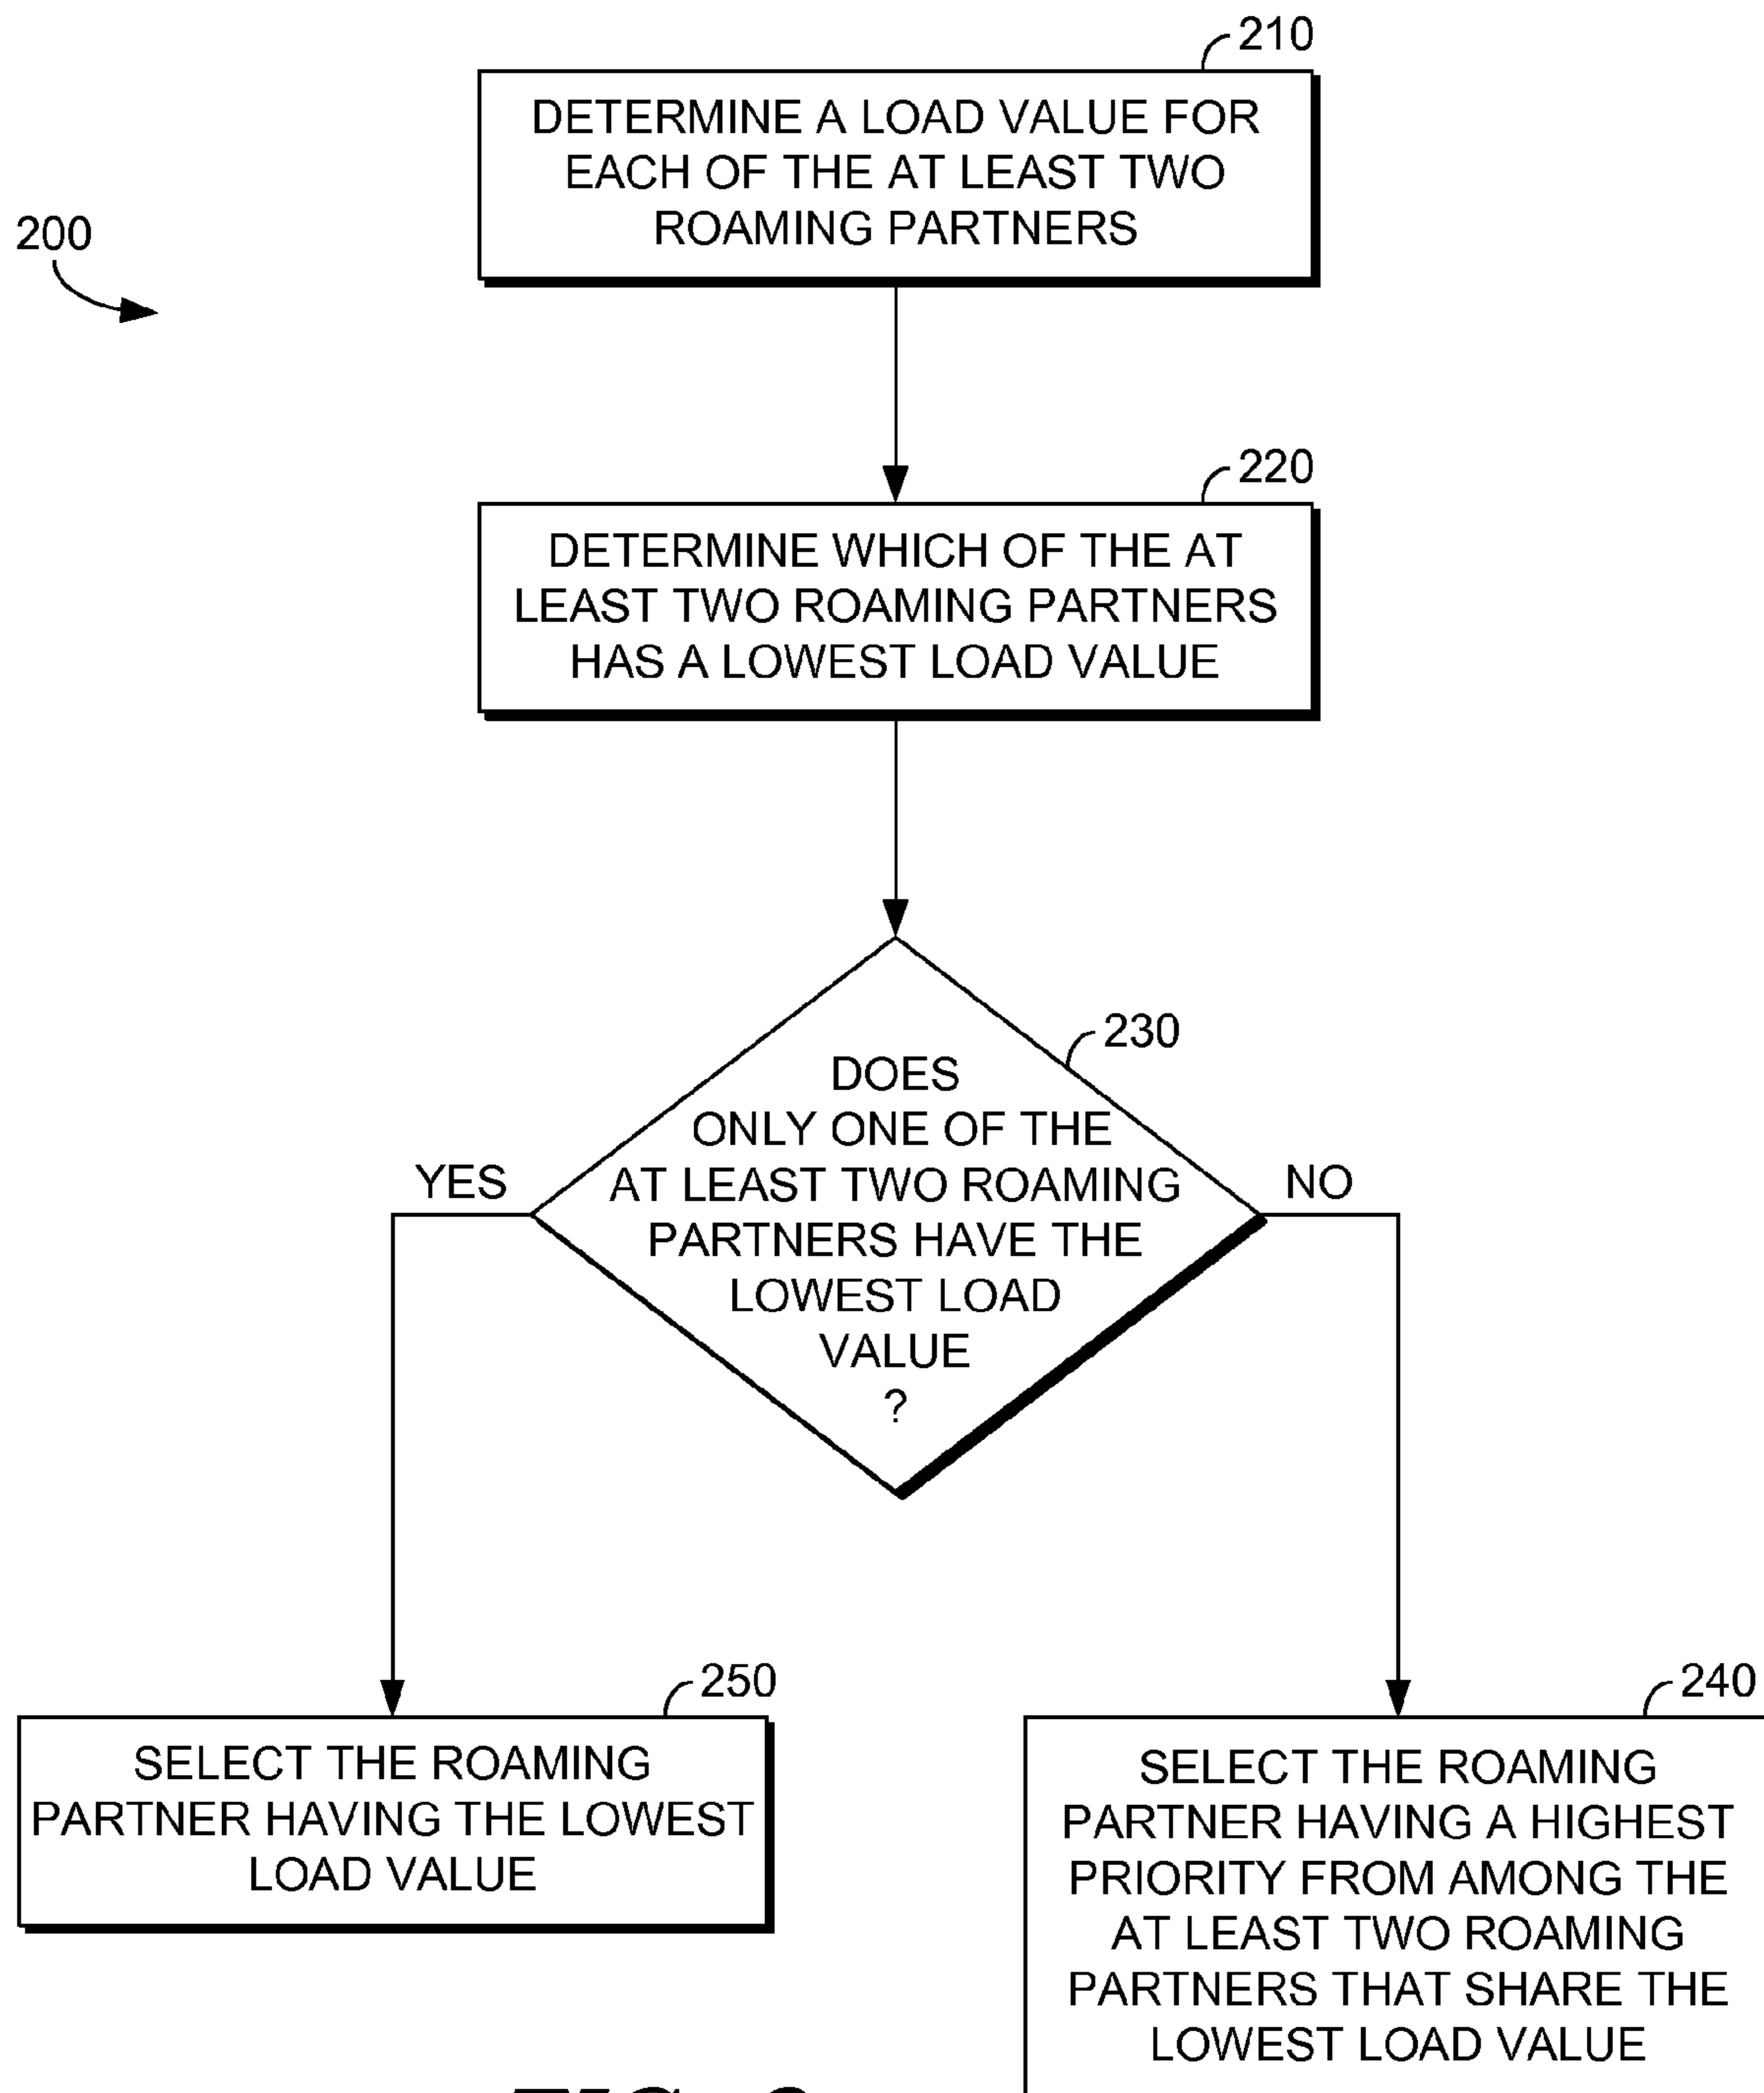 210
DETERMINE A LOAD VALUE FOR
EACH OF THE AT LEAST TWO
ROAMING PARTNERS
200
220
DETERMINE WHICH OF THE AT
LEAST TWO ROAMING PARTNERS
HAS A LOWEST LOAD VALUE
230
DOES
ONLY ONE OF THE
AT LEAST TWO ROAMING
PARTNERS HAVE THE
LOWEST LOAD
VALUE
?
YES
NO
250
SELECT THE ROAMING
PARTNER HAVING THE LOWEST
LOAD VALUE
240
SELECT THE ROAMING
PARTNER HAVING A HIGHEST
PRIORITY FROM AMONG THE
AT LEAST TWO ROAMING
PARTNERS THAT SHARE THE
LOWEST LOAD VALUE